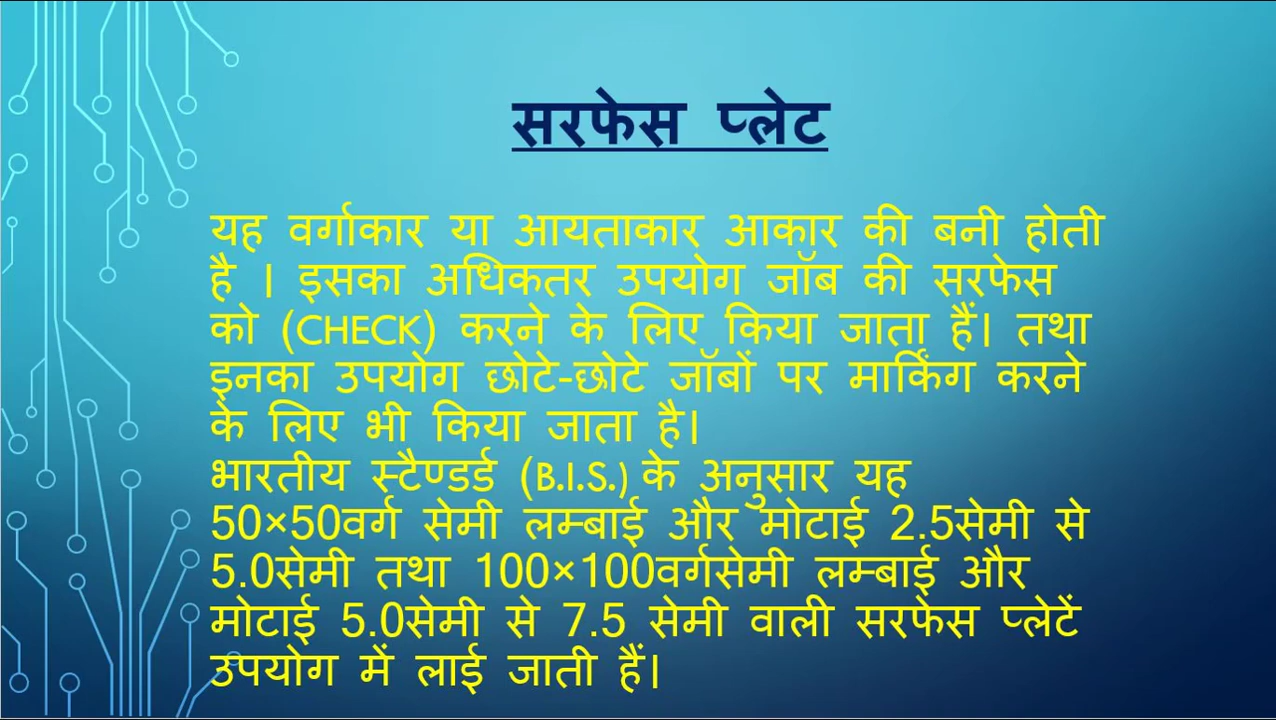 सरफेस प्लेट
यह वर्गाकार या आयताकार आकार की बनी होती
है । इसका अधिकतर उपयोग जॉब की सरफेस
को (CHECK) करने के लिए किया जाता हैं। तथा
इनका उपयोग छोटे-छोटे जॉबों पर मार्किंग करने
के लिए भी किया जाता है।
भारतीय स्टैण्डर्ड (B.I.S.) के अनुसार यह
50×50वर्ग सेमी लम्बाई और मोटाई 2.5सेमी से
5.0सेमी तथा 100×100वर्गसेमी लम्बाई और
मोटाई 5.0सेमी से 7.5 सेमी वाली सरफेस प्लेटें
उपयोग में लाई जाती हैं।